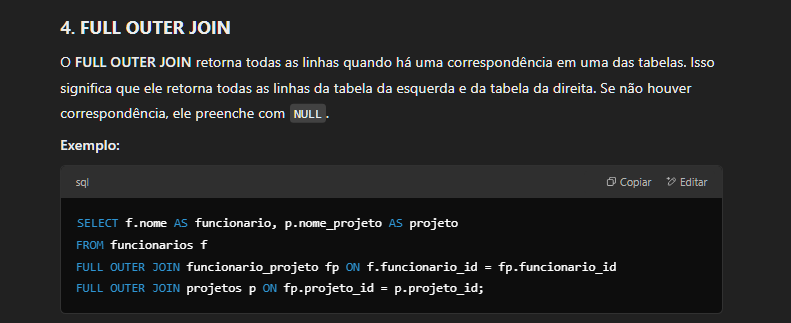 4. FULL OUTER JOIN
O FULL OUTER JOIN retorna todas as linhas quando há uma correspondência em uma das tabelas. Isso
significa que ele retorna todas as linhas da tabela da esquerda e da tabela da direita. Se não houver
correspondência, ele preenche com NULL.
Exemplo:
sql Copiar Editar
SELECT f.nome AS funcionario, p.nome_projeto AS projeto
FROM funcionarios f
FULL OUTER JOIN funcionario_projeto fp ON f.funcionario_id = fp.funcionario_id
FULL OUTER JOIN projetos p ON fp.projeto_id = p.projeto_id;